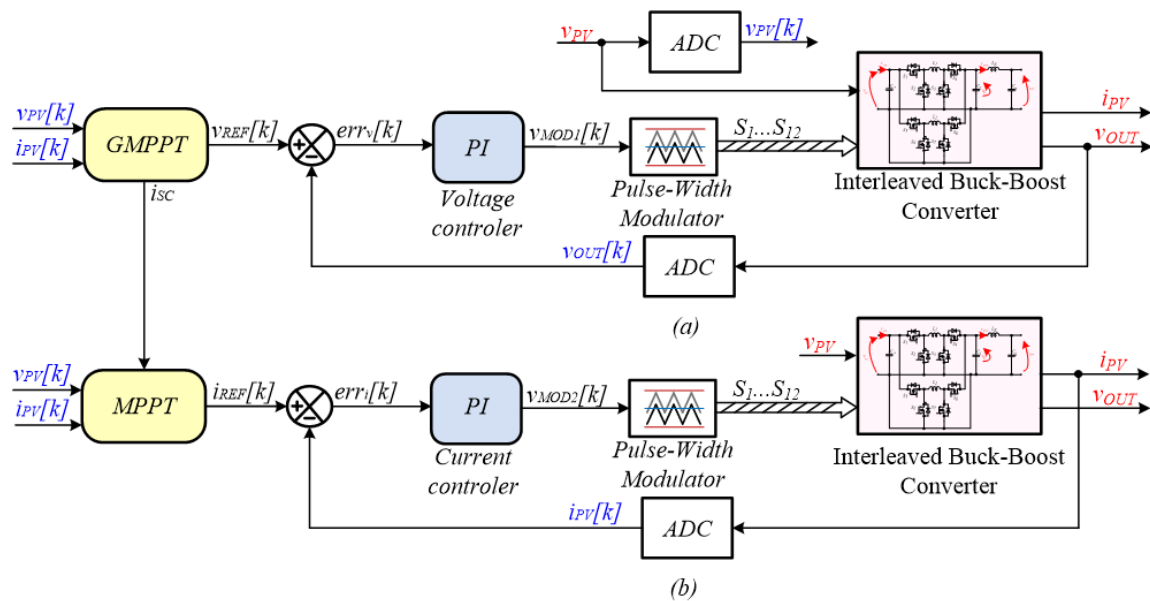 vPV
ADC
vPV[k]
vPV[k]
iPV[k]
GMPPT
vREF[k]
errv[k]
PI
vMOD1[k]
S1...S12
iPV
vOUT
iSC
Voltage
controler
Pulse-Width
Modulator
Interleaved Buck-Boost
Converter
vOUT[k]
ADC
(a)
vPV
vPV[k]
iPV[k]
MPPT
iREF[k]
erri[k]
PI
vMOD2[k]
S1...S12
iPV
vOUT
Current
controler
Pulse-Width
Modulator
Interleaved Buck-Boost
Converter
iPV[k]
ADC
(b)